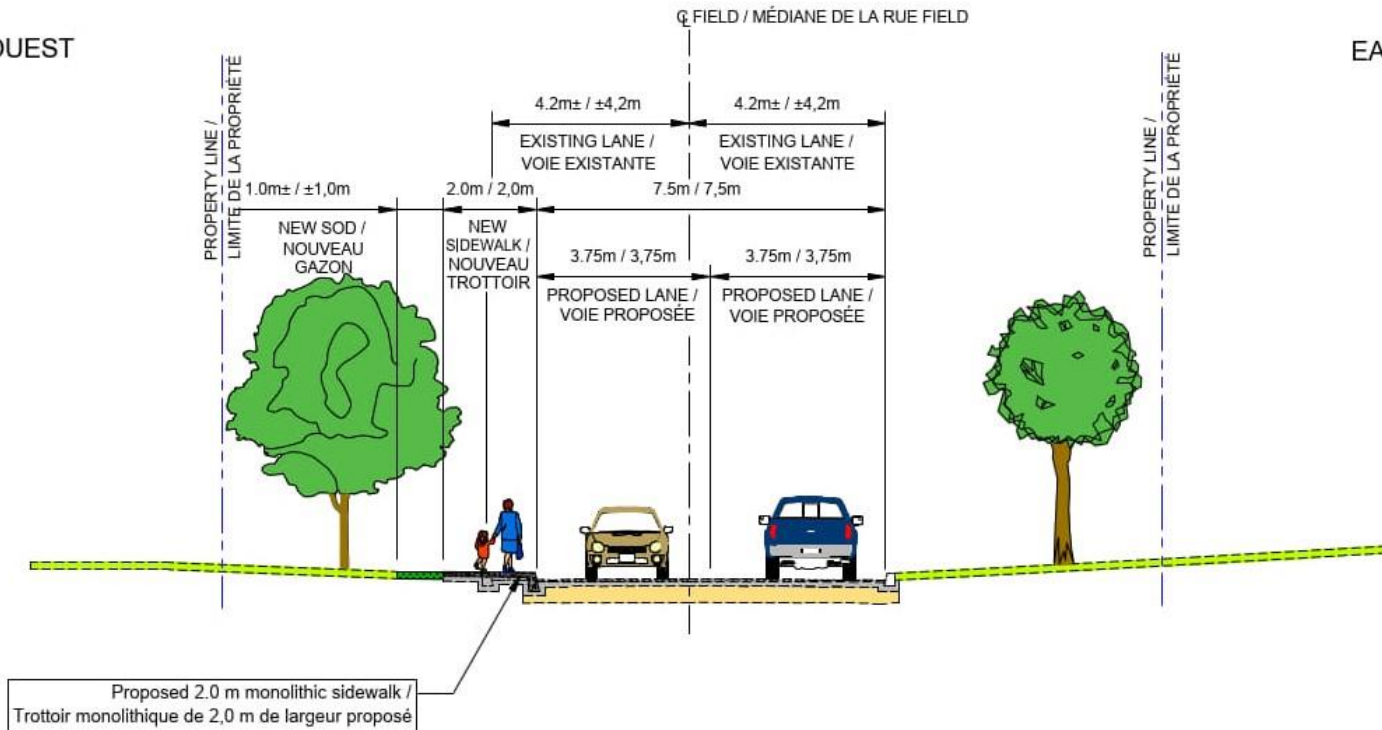 ℄ FIELD / MÉDIANE DE LA RUE FIELD
OUEST
EA
PROPERTY LINE /
LIMITE DE LA PROPRIÉTÉ
4.2m± / ±4,2m
4.2m± / ±4,2m
EXISTING LANE /
VOIE EXISTANTE
EXISTING LANE /
VOIE EXISTANTE
PROPERTY LINE /
LIMITE DE LA PROPRIÉTÉ
1.0m± / ±1,0m
2.0m / 2,0m
7.5m / 7,5m
NEW SOD /
NOUVEAU
GAZON
NEW
SIDEWALK /
NOUVEAU
TROTTOIR
3.75m / 3,75m
3.75m / 3,75m
PROPOSED LANE /
VOIE PROPOSÉE
PROPOSED LANE /
VOIE PROPOSÉE
Proposed 2.0 m monolithic sidewalk /
Trottoir monolithique de 2,0 m de largeur proposé